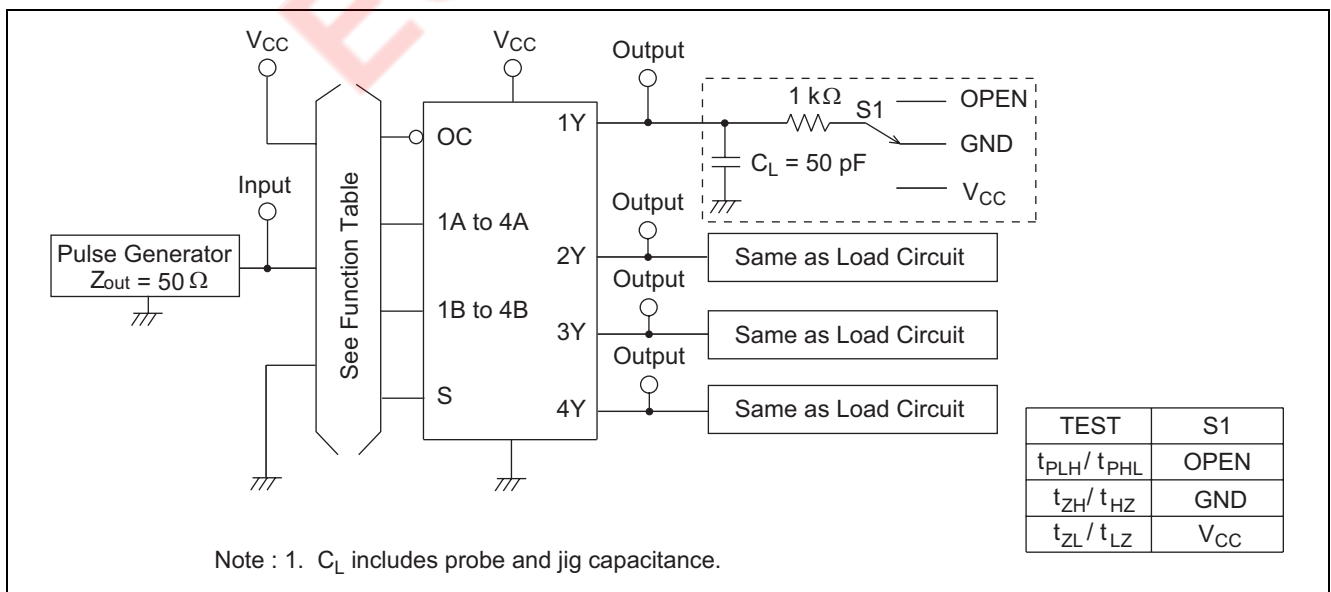 VCC
VCC
Output
1 kΩ
S1
OPEN
GND
VCC
CL = 50 pF
OC
1Y
Input
Pulse Generator
Zout = 50 Ω
See Function Table
1A to 4A
1B to 4B
S
Output
2Y
Same as Load Circuit
Output
3Y
Same as Load Circuit
Output
4Y
Same as Load Circuit
TEST S1
tPLH/ tPHL OPEN
tZH/ tHZ GND
tZL / tLZ VCC
Note : 1. CL includes probe and jig capacitance.